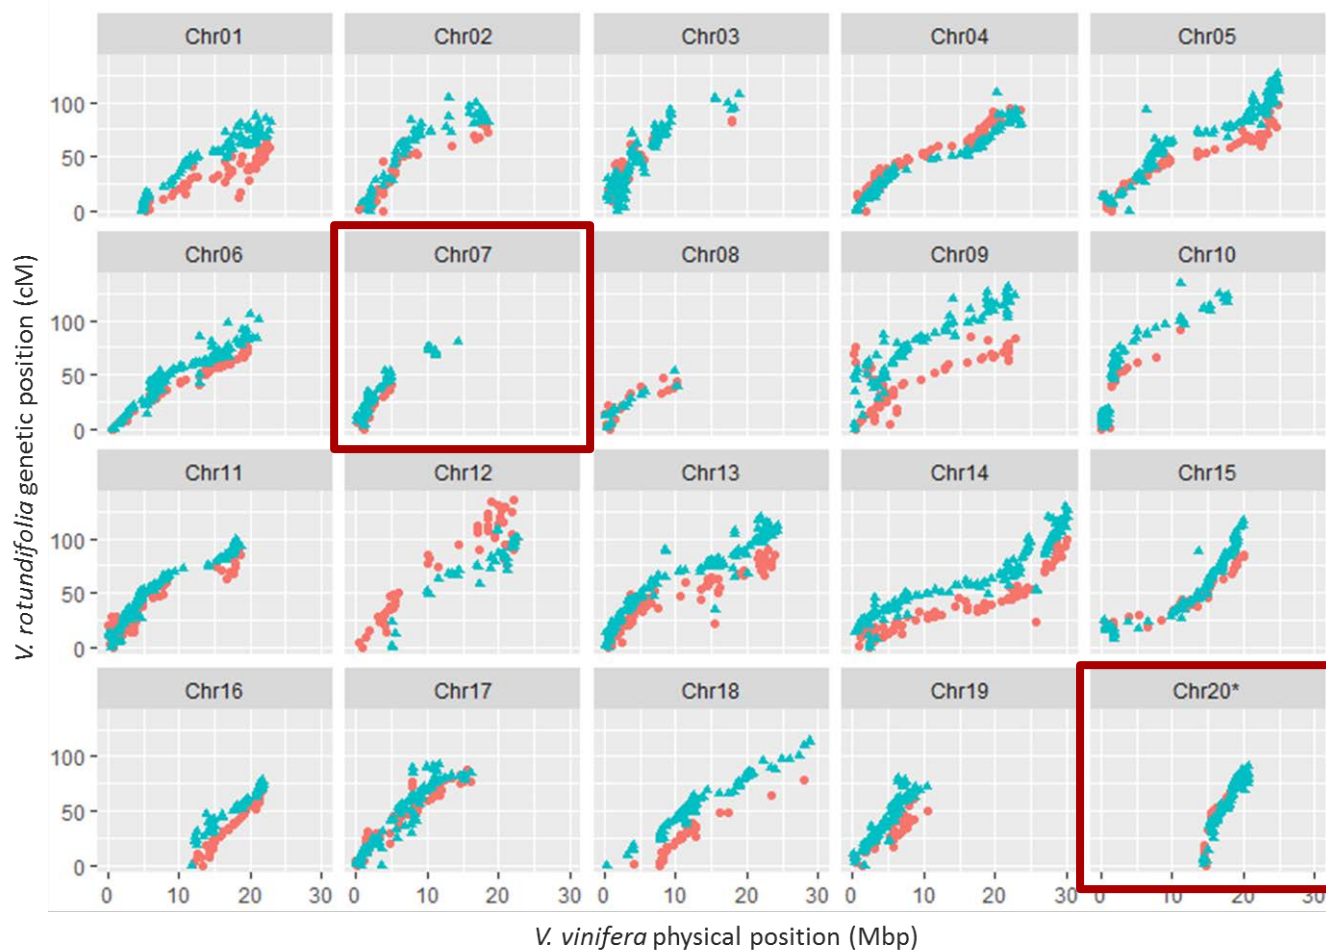 Chr01 Chr02 Chr03 Chr04 Chr05
100
50
0
Chr06 Chr07 Chr08 Chr09 Chr10
100
50
0
Chr11 Chr12 Chr13 Chr14 Chr15
100
50
0
Chr16 Chr17 Chr18 Chr19 Chr20*
100
50
0
0 10 20 30 0 10 20 30 0 10 20 30 0 10 20 30 0 10 20 30
V. vinifera physical position (Mbp)
V. rotundifolia genetic position (cM)